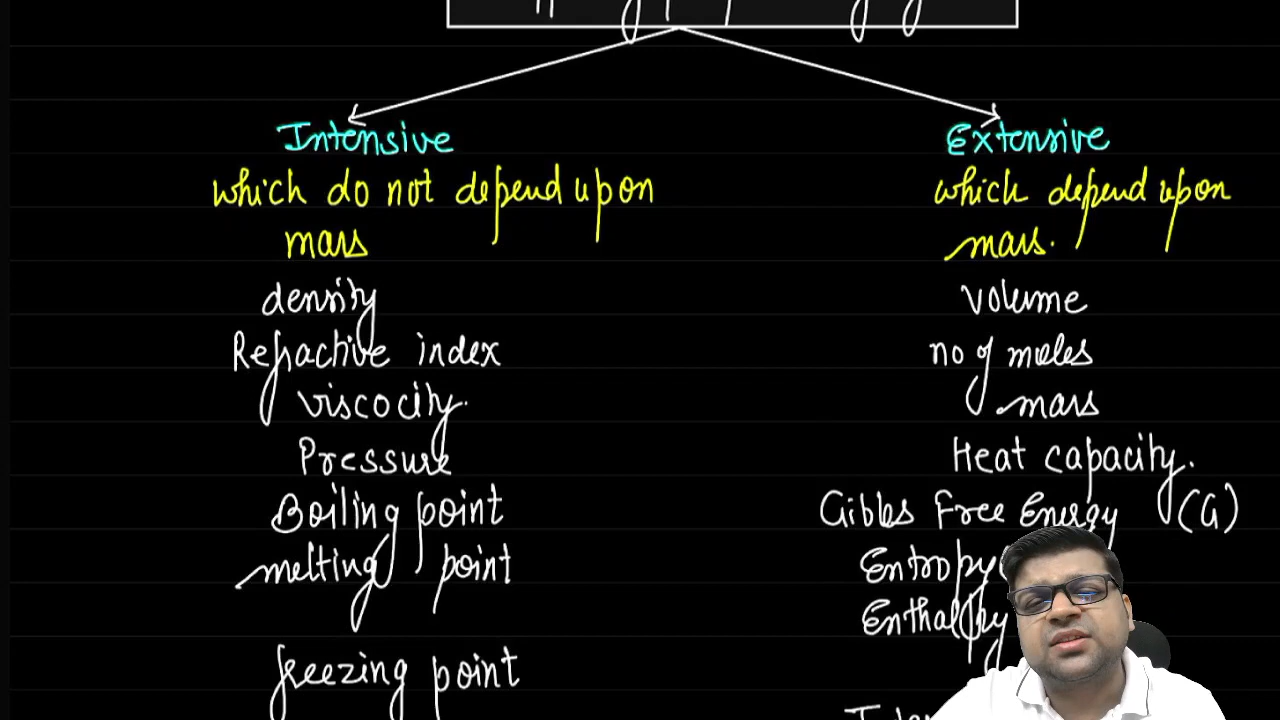 Intensive
which do not depend upon
mass
density
Refractive index
viscocity.
Pressure
Boiling point
melting point
freezing point
Extensive
which depend upon
mass.
volume
no of moles
mass
Heat capacity.
Gibbs Free Energy (G)
Entropy
Enthalpy